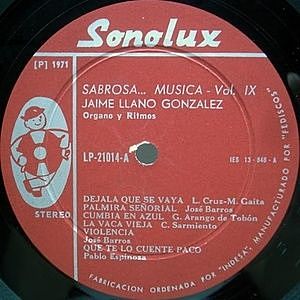 Sonolux
[P] 1971
SABROSA... MUSICA - Vol. IX
JAIME LLANO GONZALEZ
Organo y Ritmos
LP-21014-A
IES 13 - 848 - A
STEREO
DEJALA QUE SE VAYA L. Cruz-M. Gaita
PALMIRA SEÑORIAL José Barros
CUMBIA EN AZUL G. Arango de Tobón
LA VACA VIEJA C. Sarmiento
VIOLENCIA
José Barros
QUE TE LO CUENTE PACO
Pablo Espinoza
FABRICACION ORDENADA POR "INDESA", MANUFACTURADO POR "FEDISCOS"